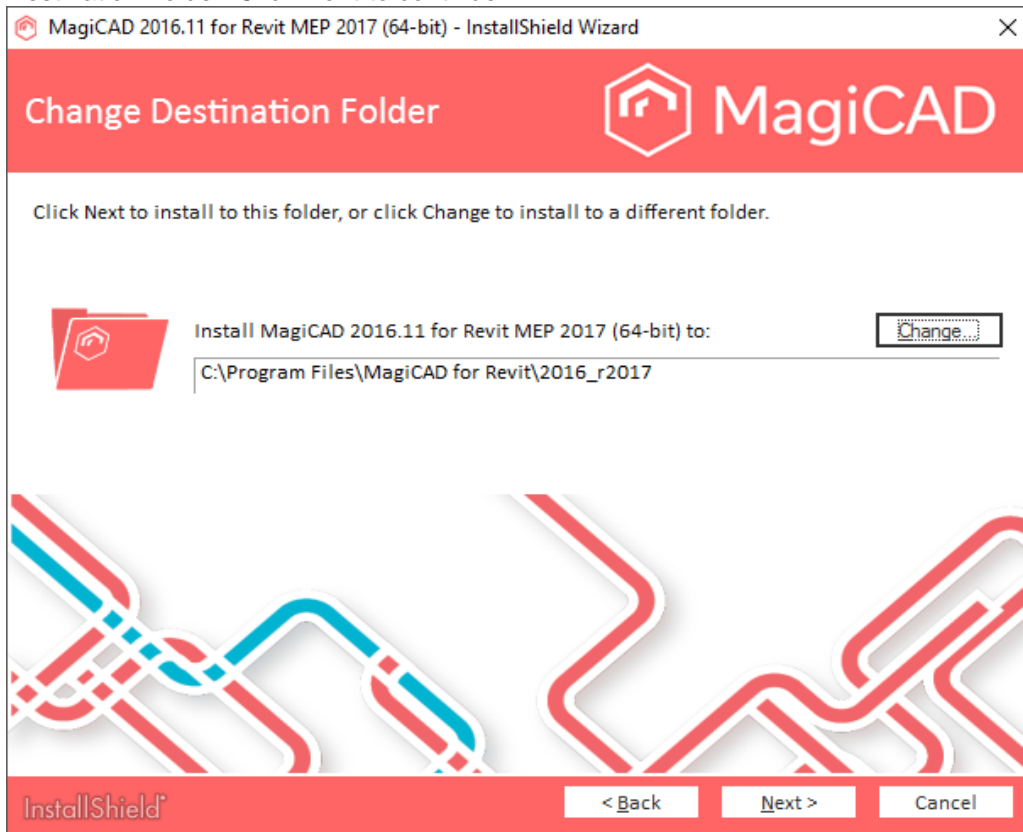 MagiCAD 2016.11 for Revit MEP 2017 (64-bit) - InstallShield Wizard
Change Destination Folder
MagiCAD
Click Next to install to this folder, or click Change to install to a different folder.
Install MagiCAD 2016.11 for Revit MEP 2017 (64-bit) to:
Change...
C:\Program Files\MagiCAD for Revit\2016_r2017
InstallShield
< Back
Next >
Cancel